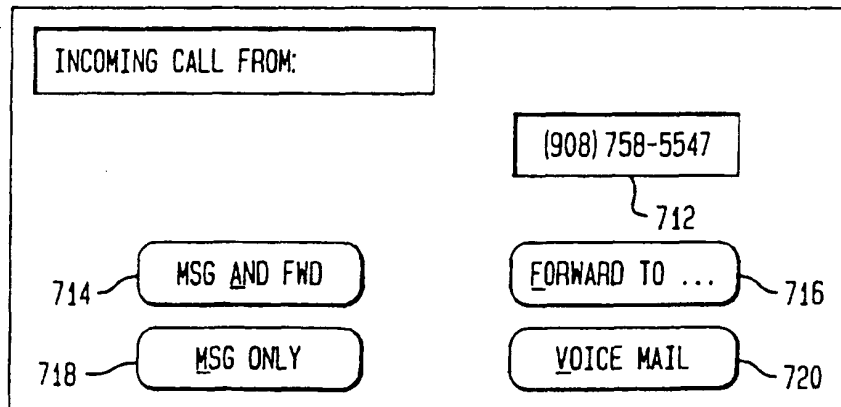 INCOMING CALL FROM:
(908) 758-5547
712
714
MSG AND FWD
FORWARD TO ...
716
718
MSG ONLY
VOICE MAIL
720